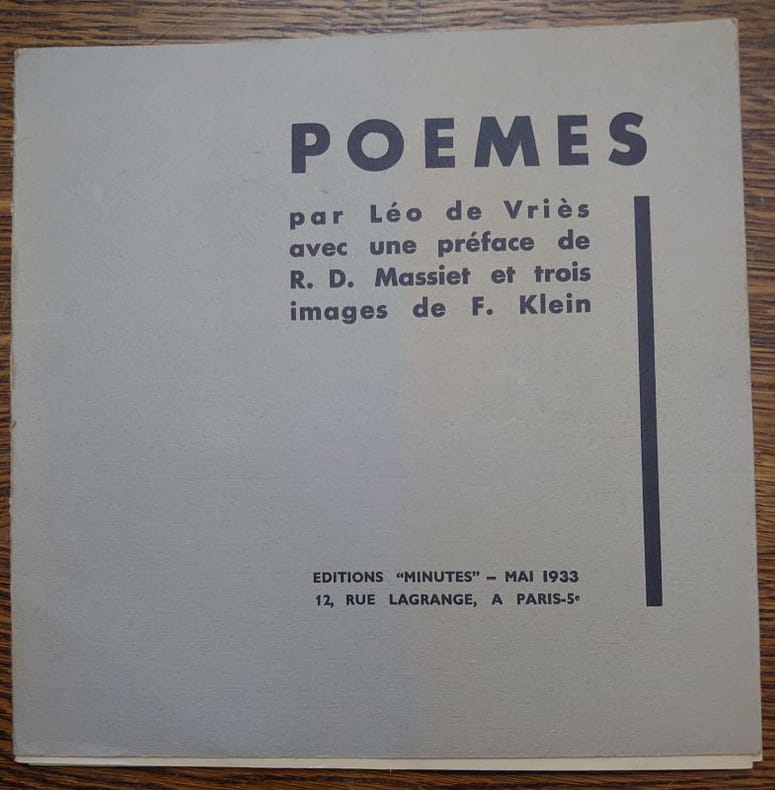 POEMES
par Léo de Vriès
avec une préface de
R. D. Massiet et trois
images de F. Klein
EDITIONS “MINUTES” – MAI 1933
12, RUE LAGRANGE, A PARIS-5e